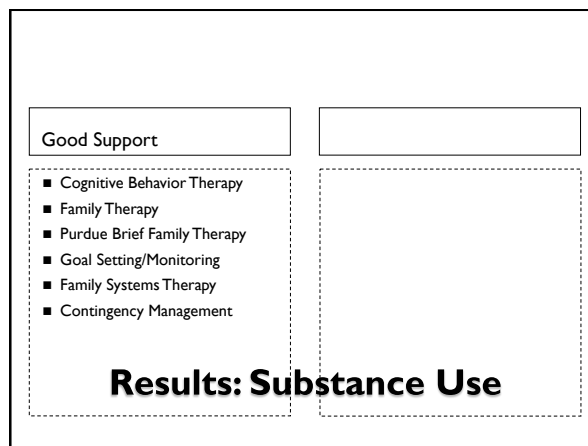 Good Support
■ Cognitive Behavior Therapy
■ Family Therapy
■ Purdue Brief Family Therapy
■ Goal Setting/Monitoring
■ Family Systems Therapy
■ Contingency Management
Results: Substance Use